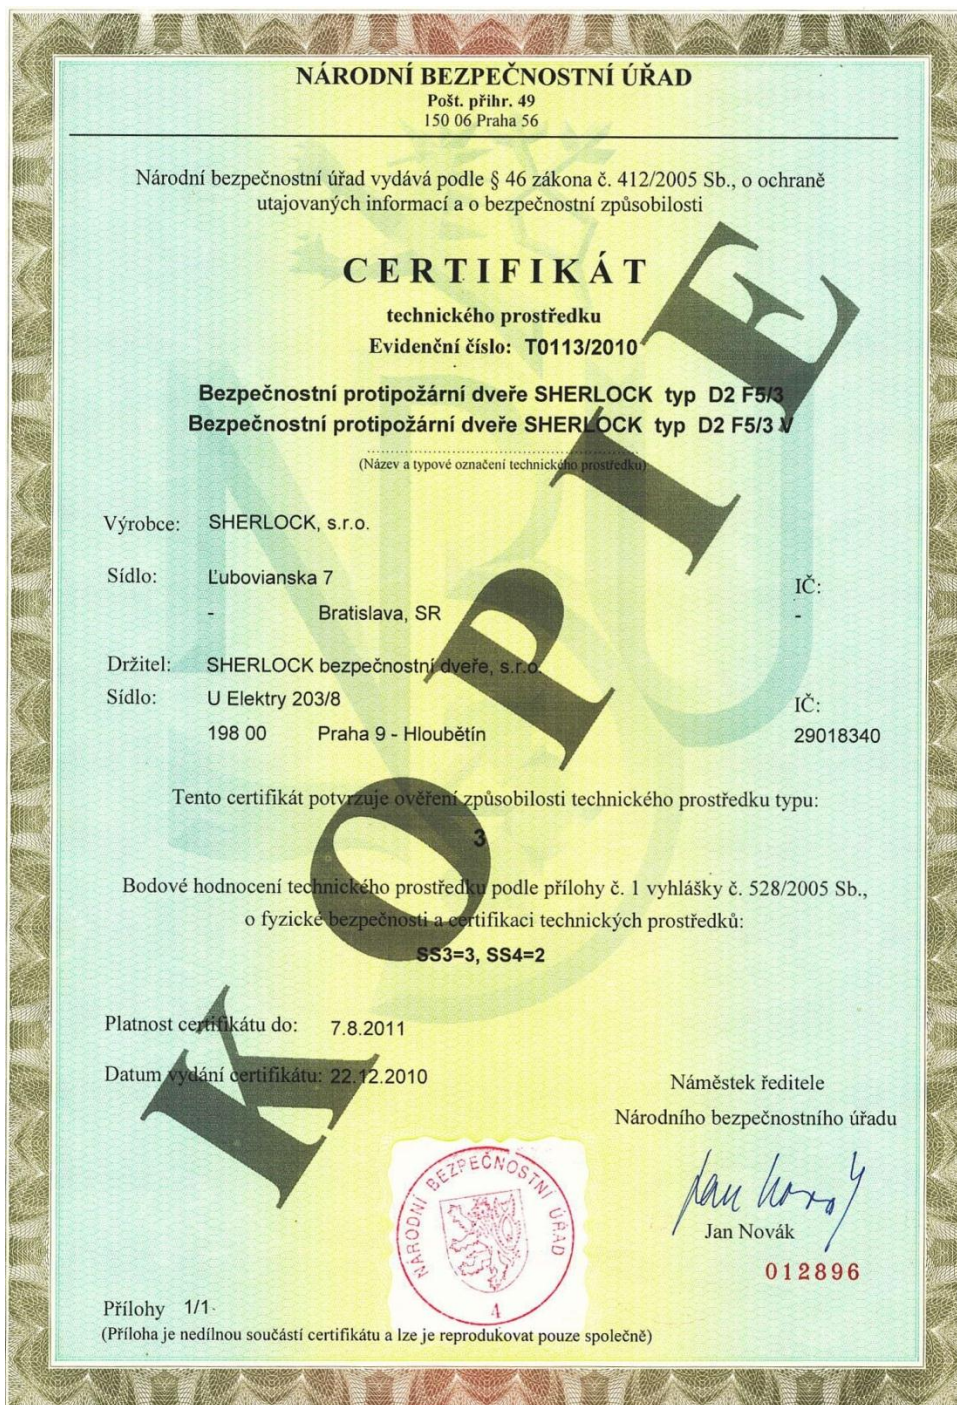 NÁRODNÍ BEZPEČNOSTNÍ ÚŘAD
Pošt. přihr. 49
150 06 Praha 56
Národní bezpečnostní úřad vydává podle § 46 zákona č. 412/2005 Sb., o ochraně
utajovaných informací a o bezpečnostní způsobilosti
CERTIFIKÁT
technického prostředku
Evidenční číslo: T0113/2010
Bezpečnostní protipožární dveře SHERLOCK typ D2 F5/3
Bezpečnostní protipožární dveře SHERLOCK typ D2 F5/3 V
(Název a typové označení technického prostředku)
Výrobce: SHERLOCK, s.r.o.
Sídlo: Ľubovianska 7 IČ:
- Bratislava, SR -
Držitel: SHERLOCK bezpečnostní dveře, s.r.o.
Sídlo: U Elektry 203/8 IČ:
198 00 Praha 9 - Hloubětín 29018340
Tento certifikát potvrzuje ověření způsobilosti technického prostředku typu:
3
Bodové hodnocení technického prostředku podle přílohy č. 1 vyhlášky č. 528/2005 Sb.,
o fyzické bezpečnosti a certifikaci technických prostředků:
SS3=3, SS4=2
Platnost certifikátu do: 7.8.2011
Datum vydání certifikátu: 22.12.2010
Náměstek ředitele
Národního bezpečnostního úřadu
Jan Novák
Jan Novák
012896
NÁRODNÍ BEZPEČNOSTNÍ ÚŘAD
4
Přílohy 1/1
(Příloha je nedílnou součástí certifikátu a lze je reprodukovat pouze společně)
KOPIE
NBÚ